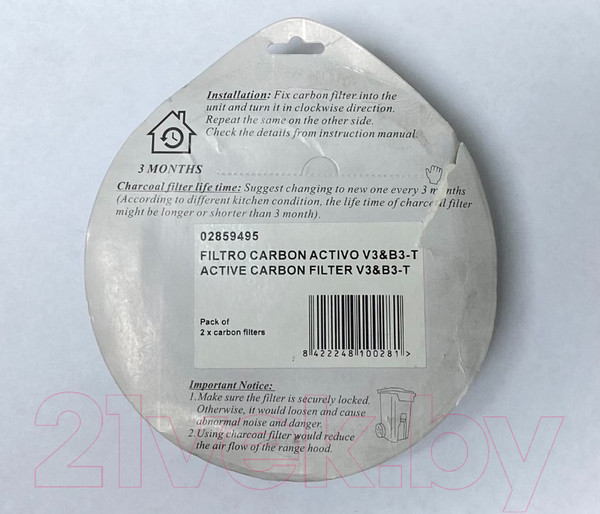 Installation: Fix carbon filter into the
unit and turn it in clockwise direction.
Repeat the same on the other side.
Check the details from instruction manual.
3 MONTHS
Charcoal filter life time: Suggest changing to new one every 3 months
(According to different kitchen condition, the life time of charcoal filter
might be longer or shorter than 3 month).
02859495
FILTRO CARBON ACTIVO V3&B3-T
ACTIVE CARBON FILTER V3&B3-T
Pack of
2 x carbon filters
8 422248 100281 >
Important Notice:
1.Make sure the filter is securely locked.
Otherwise, it would loosen and cause
abnormal noise and danger.
2.Using charcoal filter would reduce
the air flow of the range hood.
21vek.by